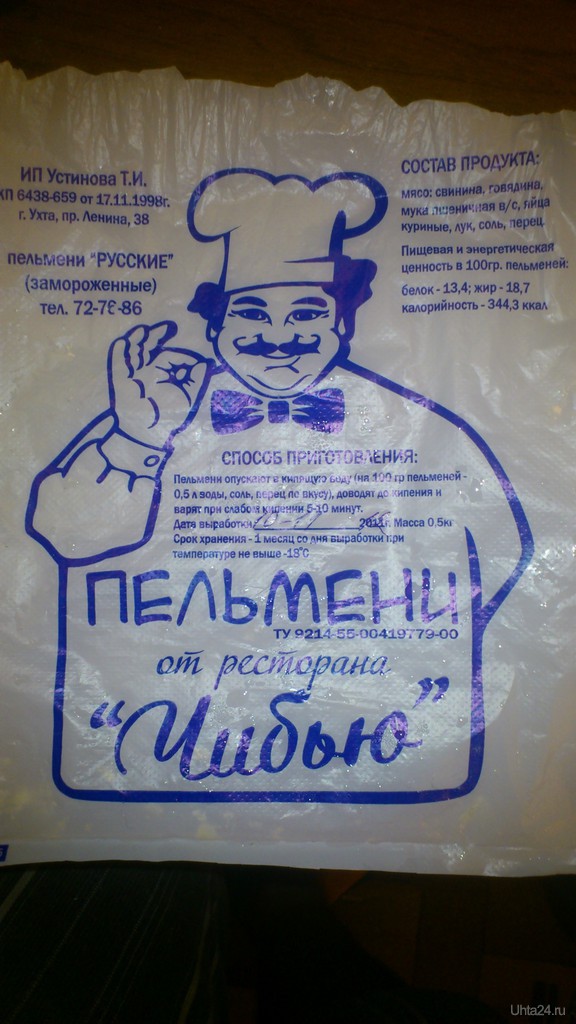 ИП Устинова Т.И.
КП 6438-659 от 17.11.1998г.
г. Ухта, пр. Ленина, 38
пельмени "РУССКИЕ"
(замороженные)
тел. 72-7€-86
СОСТАВ ПРОДУКТА:
мясо: свинина, говядина,
мука пшеничная в/с, яйца
куриные, лук, соль, перец.
Пищевая и энергетическая
ценность в 100гр. пельменей:
белок - 13,4; жир - 18,7
калорийность - 344,3 ккал
СПОСОБ ПРИГОТОВЛЕНИЯ:
Пельмени опускают в кипящую воду (на 100 гр пельменей -
0,5 л воды, соль, перец по вкусу), доводят до кипения и
варят при слабом кипении 5-10 минут.
Дата выработки 201 г. Масса 0,5кг
Срок хранения - 1 месяц со дня выработки при
температуре не выше -18°С
ПЕЛЬМЕНИ
ТУ 9214-55-00419779-00
от ресторана
"Чибью"
Uhta24.ru